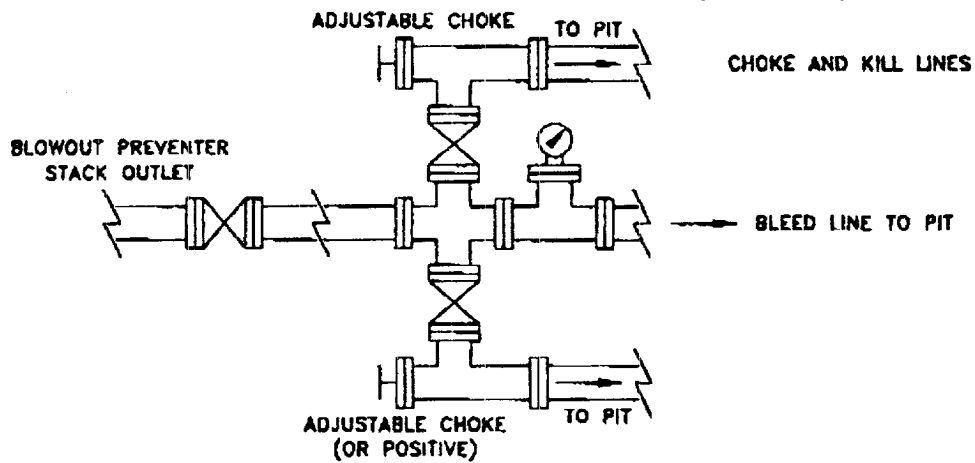 ADJUSTABLE CHOKE
TO PIT
CHOKE AND KILL LINES
BLOWOUT PREVENTER
STACK OUTLET
BLEED LINE TO PIT
TO PIT
ADJUSTABLE CHOKE
(OR POSITIVE)